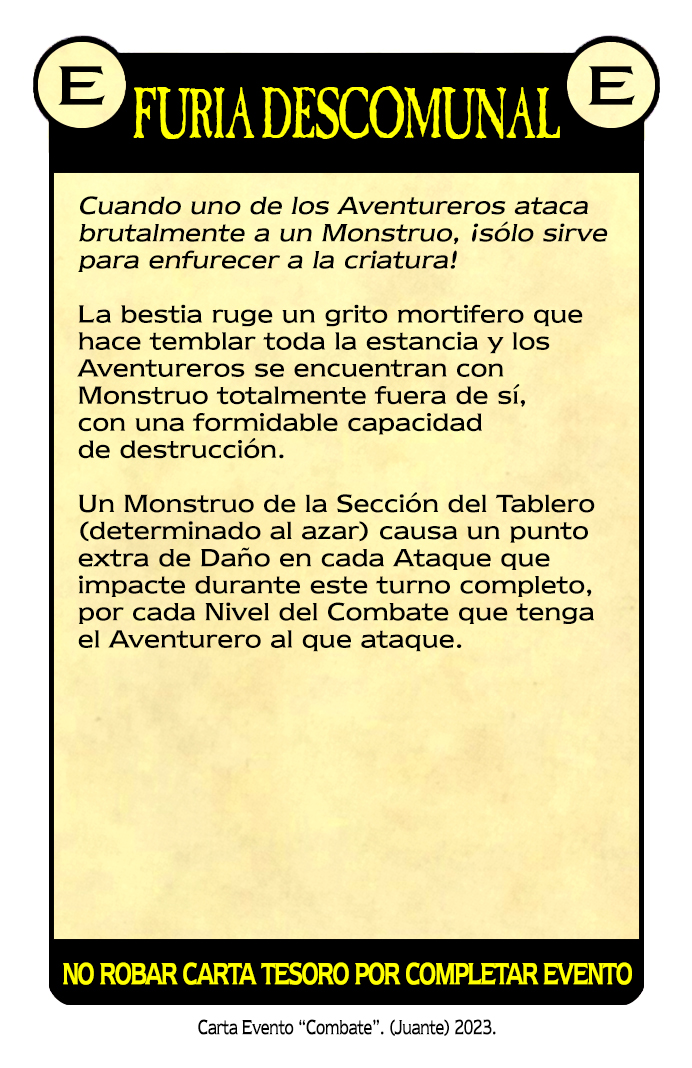 E
E
FURIA DESCOMUNAL
Cuando uno de los Aventureros ataca
brutalmente a un Monstruo, ¡sólo sirve
para enfurecer a la criatura!
La bestia ruge un grito mortifero que
hace temblar toda la estancia y los
Aventureros se encuentran con
Monstruo totalmente fuera de sí,
con una formidable capacidad
de destrucción.
Un Monstruo de la Sección del Tablero
(determinado al azar) causa un punto
extra de Daño en cada Ataque que
impacte durante este turno completo,
por cada Nivel del Combate que tenga
el Aventurero al que ataque.
NO ROBAR CARTA TESORO POR COMPLETAR EVENTO
Carta Evento “Combate”. (Juante) 2023.